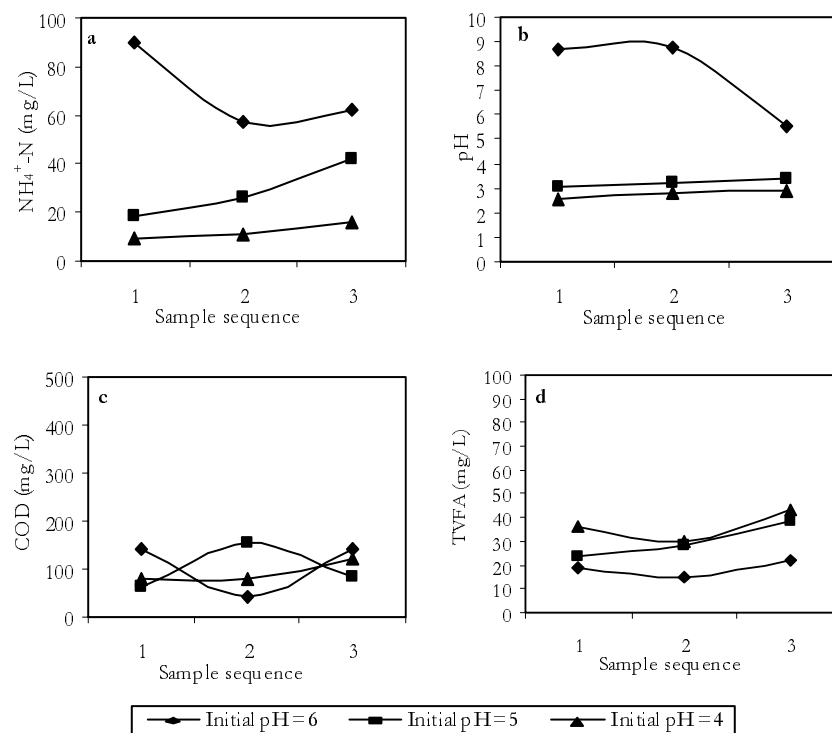 a
NH4+-N (mg/L)
100
80
60
40
20
0
1 2 3
Sample sequence
b
pH
10
9
8
7
6
5
4
3
2
1
0
1 2 3
Sample sequence
c
COD (mg/L)
500
400
300
200
100
0
1 2 3
Sample sequence
d
TVFA (mg/L)
100
90
80
70
60
50
40
30
20
10
0
1 2 3
Sample sequence
Initial pH=6 Initial pH=5 Initial pH=4